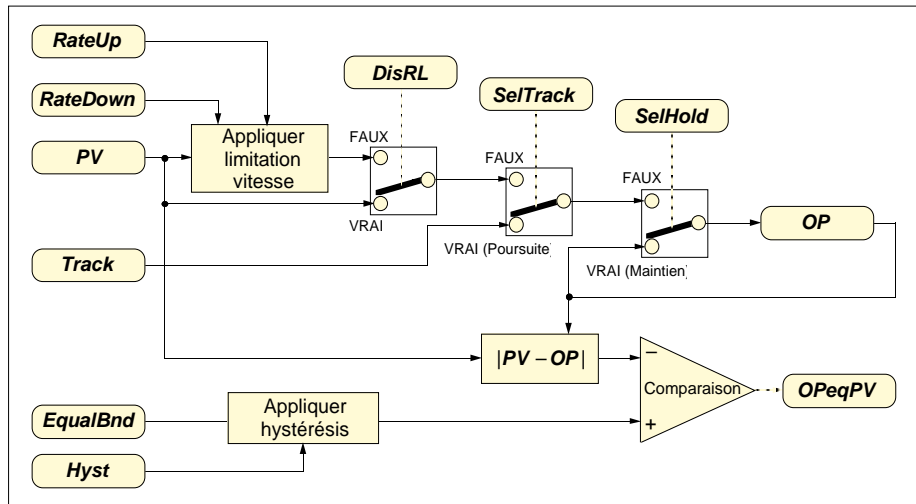 RateUp
DisRL
RateDown
SelTrack
Appliquer
limitation
vitesse
SelHold
FAUX
PV
FAUX
FAUX
VRAI
OP
VRAI (Poursuite)
Track
VRAI (Maintien)
|PV – OP|
–
Comparaison
OPeqPV
+
EqualBnd
Appliquer
hystérésis
Hyst